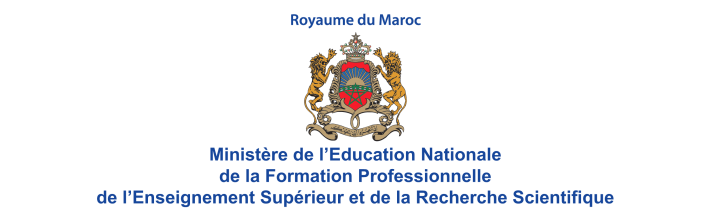 Royaume du Maroc
Ministère de l’Education Nationale
de la Formation Professionnelle
de l’Enseignement Supérieur et de la Recherche Scientifique